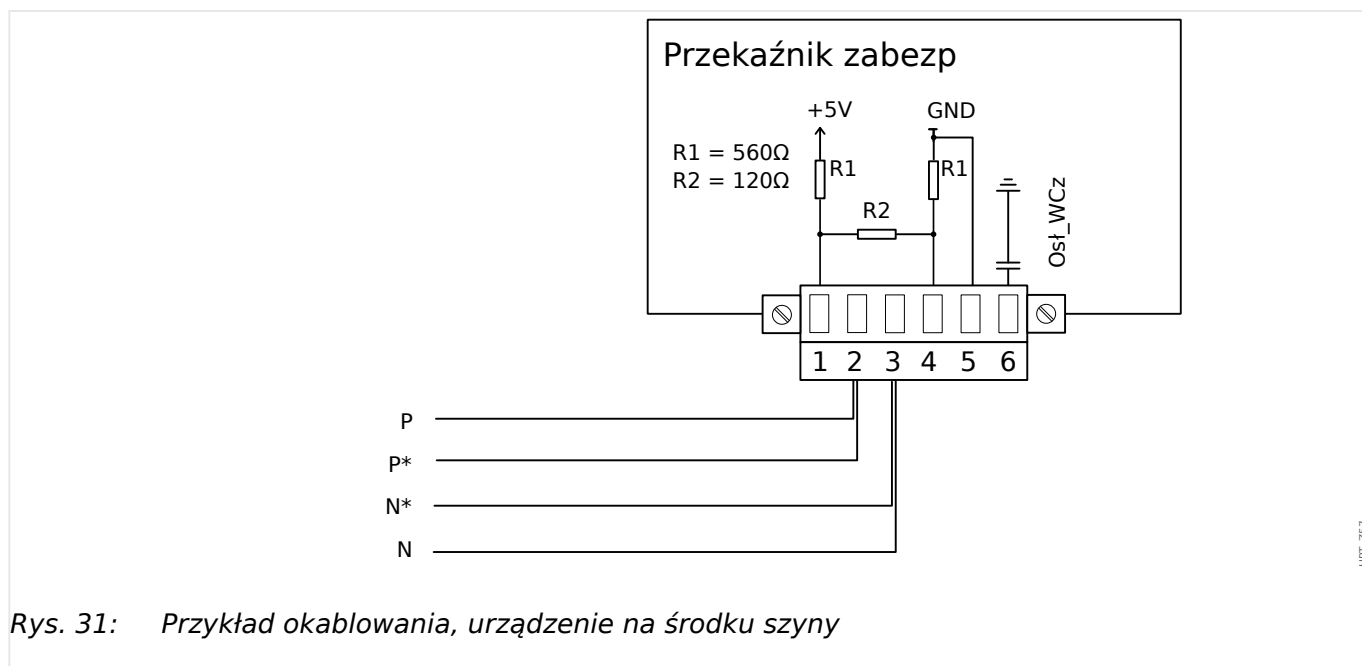 Przekaźnik zabezp
+5V GND
R1 = 560Ω
R2 = 120Ω
R1 R1
R2
Osł_WCz
1 2 3 4 5 6
P
P*
N*
N
Rys. 31: Przykład okablowania, urządzenie na środku szyny